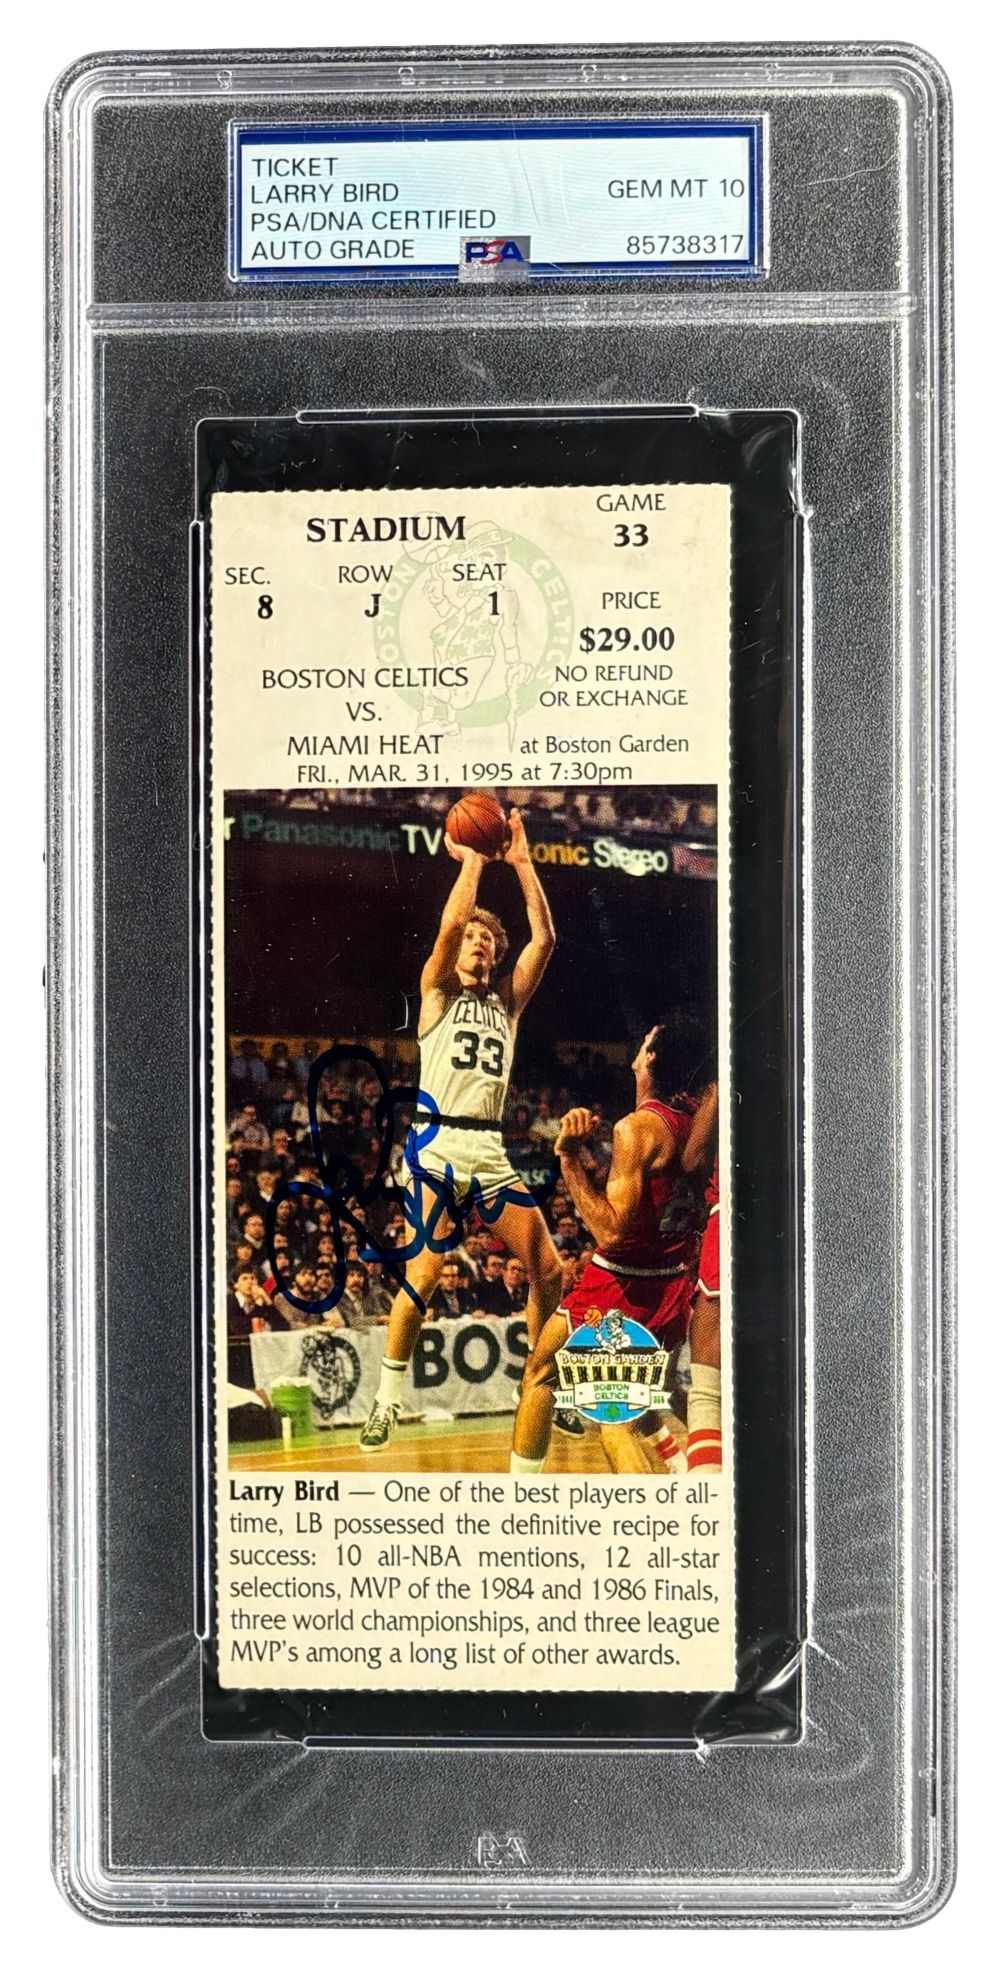 TICKET
LARRY BIRD GEM MT 10
PSA/DNA CERTIFIED
AUTO GRADE PSA 85738317
STADIUM
GAME
33
SEC. ROW SEAT
8 J 1
PRICE
$29.00
NO REFUND
OR EXCHANGE
BOSTON CELTICS
BOSTON CELTICS
VS.
MIAMI HEAT at Boston Garden
FRI., MAR. 31, 1995 at 7:30pm
r Panasonic TV onic Stereo
CELTICS
33
BOS
BOSTON GARDEN
BOSTON
CELTICS
Larry Bird — One of the best players of all-
time, LB possessed the definitive recipe for
success: 10 all-NBA mentions, 12 all-star
selections, MVP of the 1984 and 1986 Finals,
three world championships, and three league
MVP's among a long list of other awards.
PSA